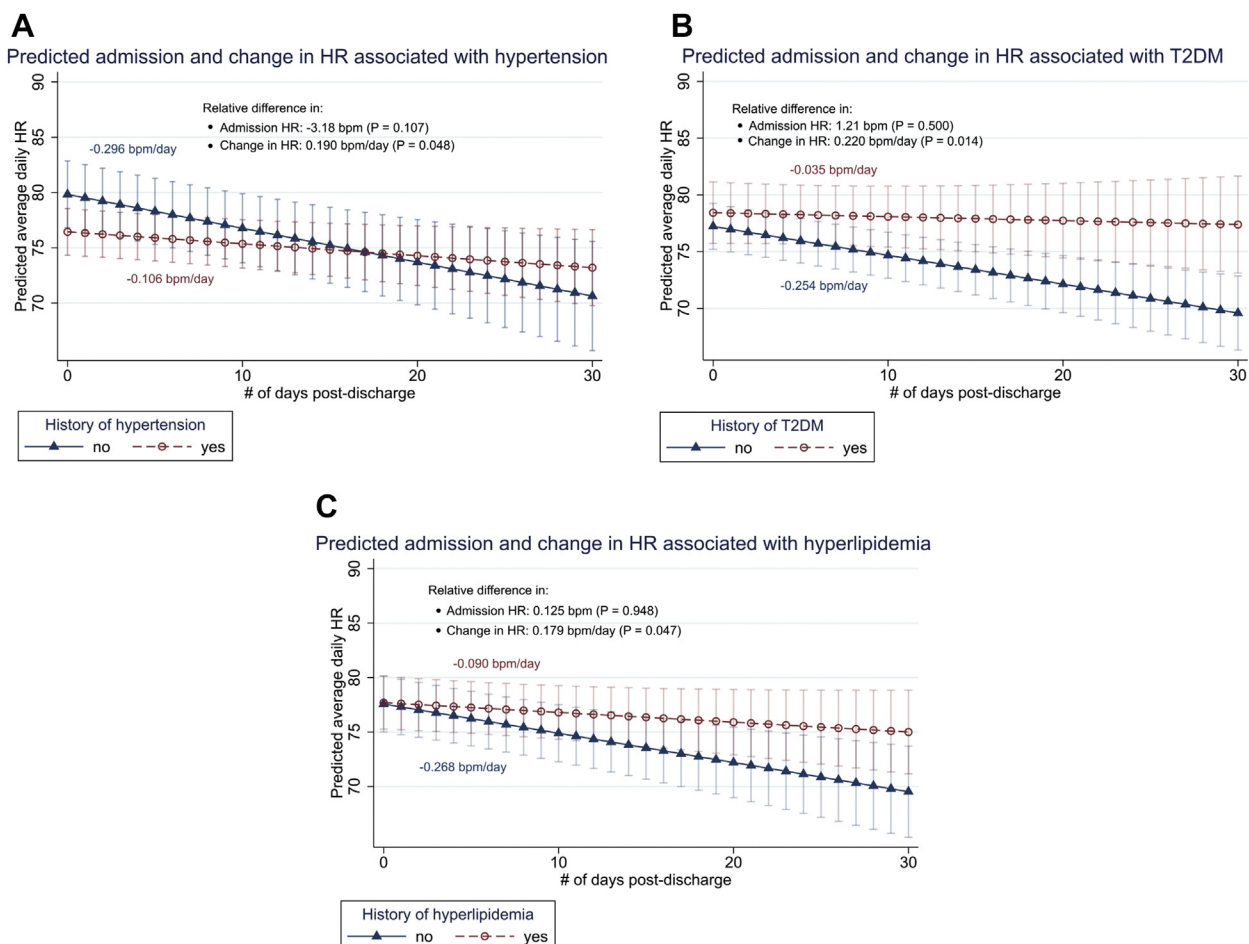 A
Predicted admission and change in HR associated with hypertension
Predicted average daily HR
90
85
80
75
70
Relative difference in:
• Admission HR: -3.18 bpm (P = 0.107)
• Change in HR: 0.190 bpm/day (P = 0.048)
-0.296 bpm/day
-0.106 bpm/day
0 10 20 30
# of days post-discharge
History of hypertension
no yes
B
Predicted admission and change in HR associated with T2DM
Predicted average daily HR
90
85
80
75
70
Relative difference in:
• Admission HR: 1.21 bpm (P = 0.500)
• Change in HR: 0.220 bpm/day (P = 0.014)
-0.035 bpm/day
-0.254 bpm/day
0 10 20 30
# of days post-discharge
History of T2DM
no yes
C
Predicted admission and change in HR associated with hyperlipidemia
Predicted average daily HR
90
85
80
75
70
Relative difference in:
• Admission HR: 0.125 bpm (P = 0.948)
• Change in HR: 0.179 bpm/day (P = 0.047)
-0.090 bpm/day
-0.268 bpm/day
0 10 20 30
# of days post-discharge
History of hyperlipidemia
no yes